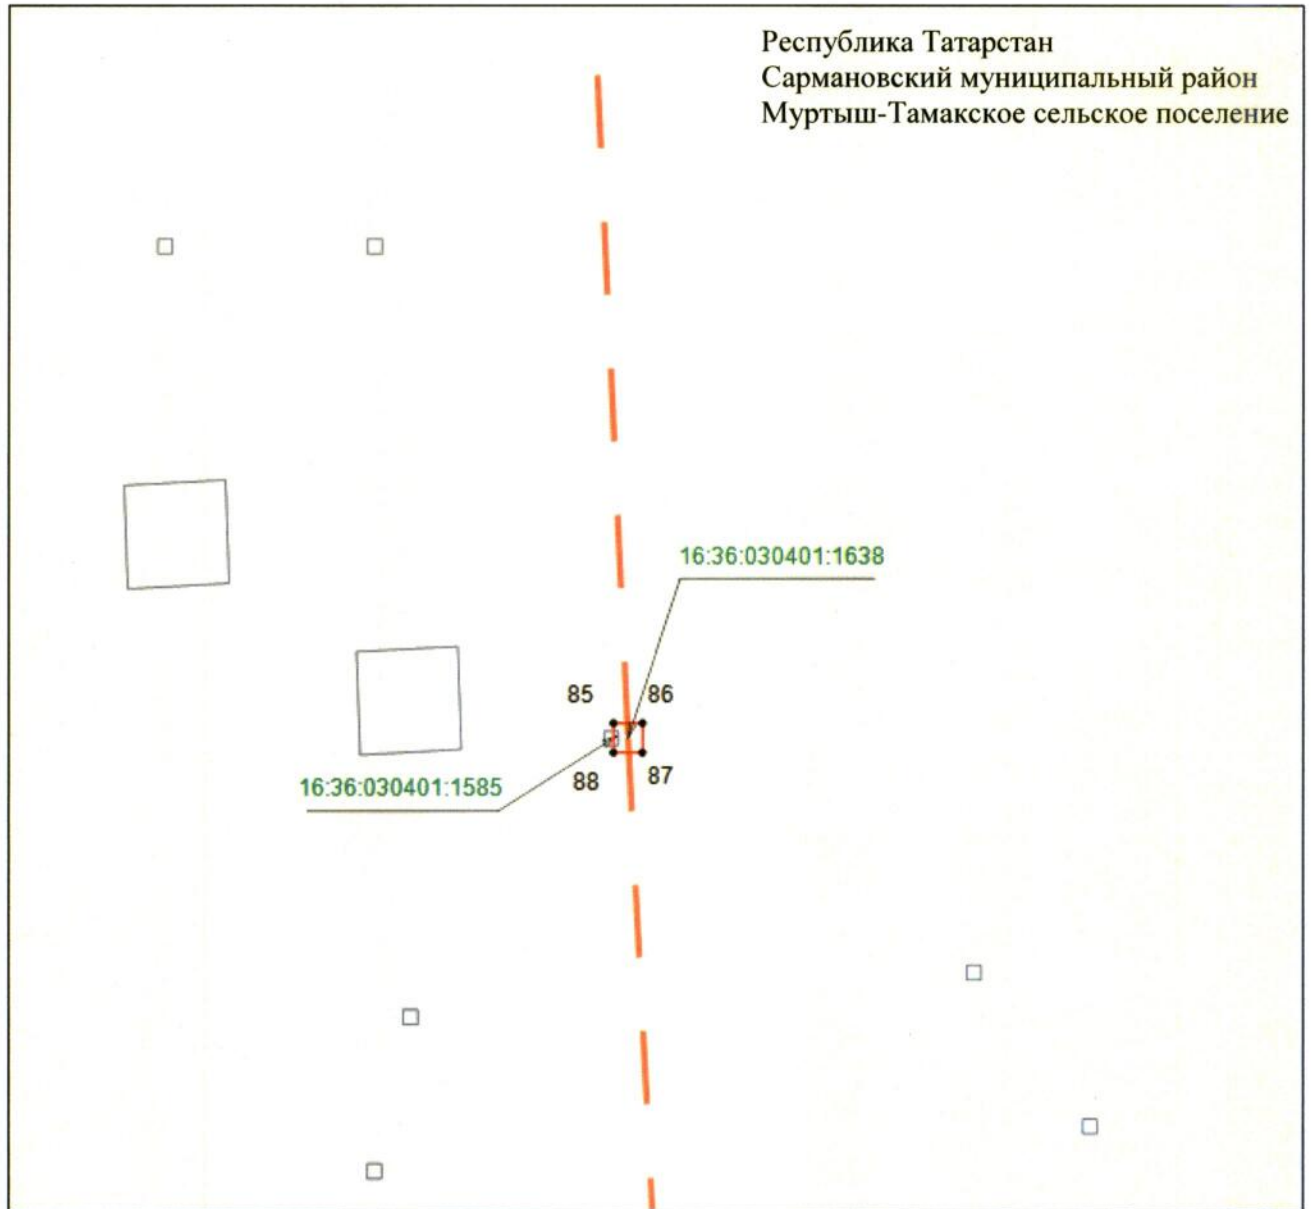 Республика Татарстан
Сармановский муниципальный район
Муртыш-Тамакское сельское поселение
16:36:030401:1638
85
86
16:36:030401:1585
88
87